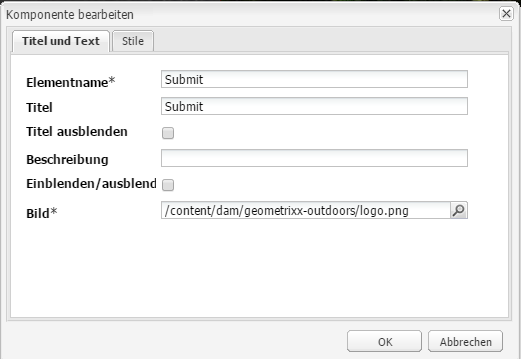 Komponente bearbeiten
Titel und Text Stile
Elementname* Submit
Titel Submit
Titel ausblenden
Beschreibung
Einblenden/ausblend
Bild* /content/dam/geometrixx-outdoors/logo.png
OK Abbrechen